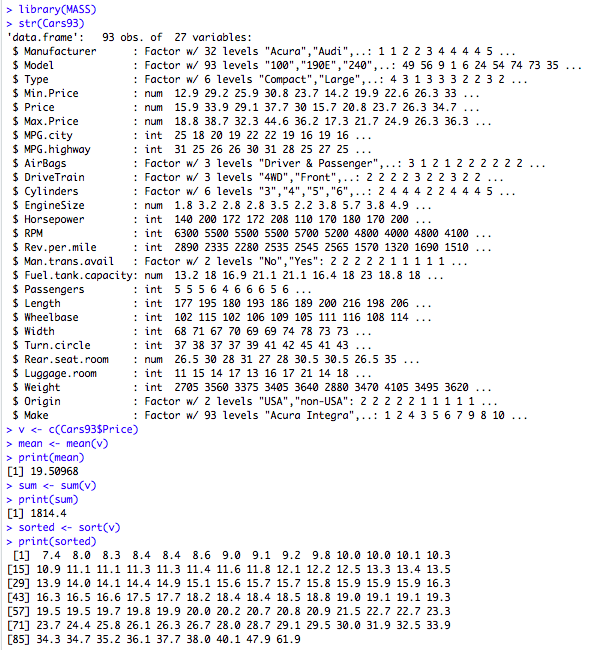 > library(MASS)
> str(Cars93)
'data.frame':   93 obs. of  27 variables:
 $ Manufacturer      : Factor w/ 32 levels "Acura","Audi",..: 1 1 2 2 3 4 4 4 4 5 ...
 $ Model             : Factor w/ 93 levels "100","190E","240",..: 49 56 9 1 6 24 54 74 73 35 ...
 $ Type              : Factor w/ 6 levels "Compact","Large",..: 4 3 1 3 3 3 2 2 3 2 ...
 $ Min.Price         : num  12.9 29.2 25.9 30.8 23.7 14.2 19.9 22.6 26.3 33 ...
 $ Price             : num  15.9 33.9 29.1 37.7 30 15.7 20.8 23.7 26.3 34.7 ...
 $ Max.Price         : num  18.8 38.7 32.3 44.6 36.2 17.3 21.7 24.9 26.3 36.3 ...
 $ MPG.city          : int  25 18 20 19 22 22 19 16 19 16 ...
 $ MPG.highway       : int  31 25 26 26 30 31 28 25 27 25 ...
 $ AirBags           : Factor w/ 3 levels "Driver & Passenger",..: 3 1 2 1 2 2 2 2 2 2 ...
 $ DriveTrain        : Factor w/ 3 levels "4WD","Front",..: 2 2 2 2 3 2 2 3 2 2 ...
 $ Cylinders         : Factor w/ 6 levels "3","4","5","6",..: 2 4 4 4 2 2 4 4 4 5 ...
 $ EngineSize        : num  1.8 3.2 2.8 2.8 3.5 2.2 3.8 5.7 3.8 4.9 ...
 $ Horsepower        : int  140 200 172 172 208 110 170 180 170 200 ...
 $ RPM               : int  6300 5500 5500 5500 5700 5200 4800 4000 4800 4100 ...
 $ Rev.per.mile      : int  2890 2335 2280 2535 2545 2565 1570 1320 1690 1510 ...
 $ Man.trans.avail   : Factor w/ 2 levels "No","Yes": 2 2 2 2 2 1 1 1 1 1 ...
 $ Fuel.tank.capacity: num  13.2 18 16.9 21.1 21.1 16.4 18 23 18.8 18 ...
 $ Passengers        : int  5 5 5 6 4 6 6 6 5 6 ...
 $ Length            : int  177 195 180 193 186 189 200 216 198 206 ...
 $ Wheelbase         : int  102 115 102 106 109 105 111 116 108 114 ...
 $ Width             : int  68 71 67 70 69 69 74 78 73 73 ...
 $ Turn.circle       : int  37 38 37 37 39 41 42 45 41 43 ...
 $ Rear.seat.room    : num  26.5 30 28 31 27 28 30.5 30.5 26.5 35 ...
 $ Luggage.room      : int  11 15 14 17 13 16 17 21 14 18 ...
 $ Weight            : int  2705 3560 3375 3405 3640 2880 3470 4105 3495 3620 ...
 $ Origin            : Factor w/ 2 levels "USA","non-USA": 2 2 2 2 2 1 1 1 1 1 ...
 $ Make              : Factor w/ 93 levels "Acura Integra",..: 1 2 4 3 5 6 7 9 8 10 ...
> v <- c(Cars93$Price)
> mean <- mean(v)
> print(mean)
[1] 19.50968
> sum <- sum(v)
> print(sum)
[1] 1814.4
> sorted <- sort(v)
> print(sorted)
 [1]  7.4  8.0  8.3  8.4  8.4  8.6  9.0  9.1  9.2  9.8 10.0 10.0 10.1 10.3
[15] 10.9 11.1 11.1 11.3 11.3 11.4 11.6 11.8 12.1 12.2 12.5 13.3 13.4 13.5
[29] 13.9 14.0 14.1 14.4 14.9 15.1 15.6 15.7 15.7 15.8 15.9 15.9 15.9 16.3
[43] 16.3 16.5 16.6 17.5 17.7 18.2 18.4 18.4 18.5 18.8 19.0 19.1 19.1 19.3
[57] 19.5 19.5 19.7 19.8 19.9 20.0 20.2 20.7 20.8 20.9 21.5 22.7 22.7 23.3
[71] 23.7 24.4 25.8 26.1 26.3 26.7 28.0 28.7 29.1 29.5 30.0 31.9 32.5 33.9
[85] 34.3 34.7 35.2 36.1 37.7 38.0 40.1 47.9 61.9